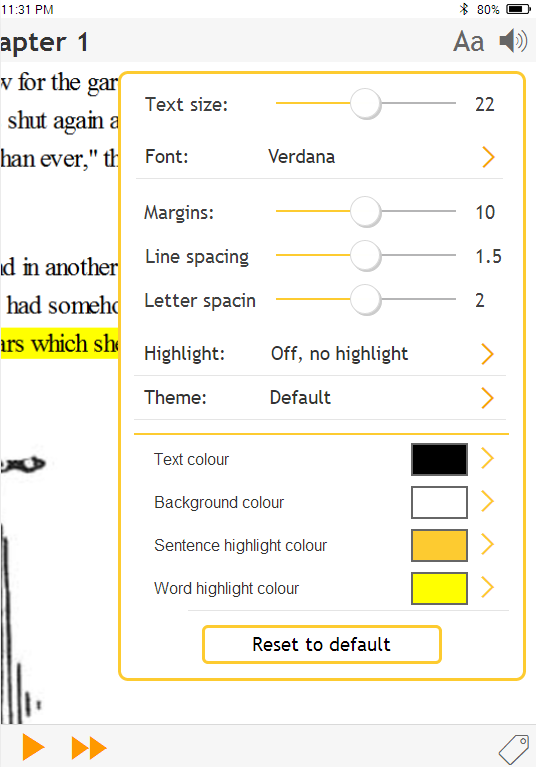 11:31 PM 80%
apter 1 Aa
v for the gar
shut again a
han ever," th
nd in another
had someho
ars which she
Text size: 22
Font: Verdana
Margins: 10
Line spacing 1.5
Letter spacin 2
Highlight: Off, no highlight
Theme: Default
Text colour
Background colour
Sentence highlight colour
Word highlight colour
Reset to default